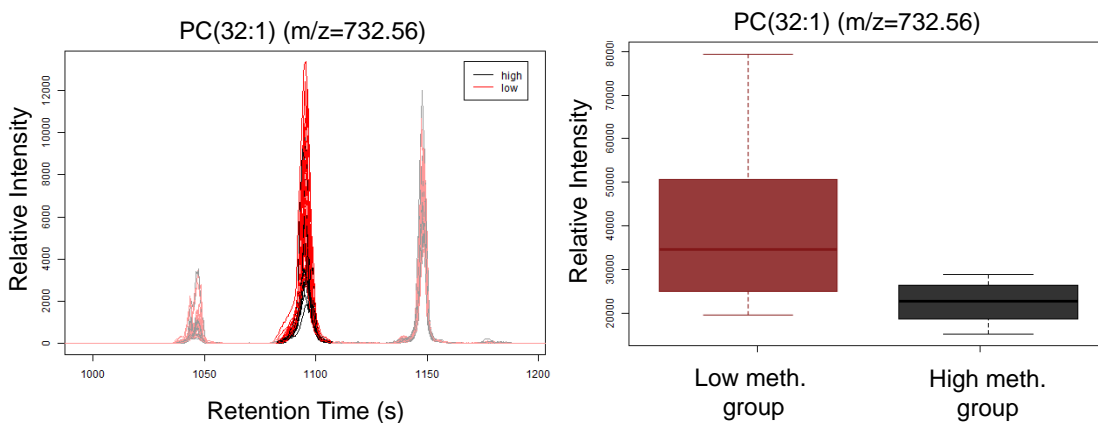 PC(32:1) (m/z=732.56)
Relative Intensity
12000
10000
8000
6000
4000
2000
0
high
low
1000
1050
1100
1150
1200
Retention Time (s)
PC(32:1) (m/z=732.56)
Relative Intensity
80000
70000
60000
50000
40000
30000
20000
Low meth.
group
High meth.
group